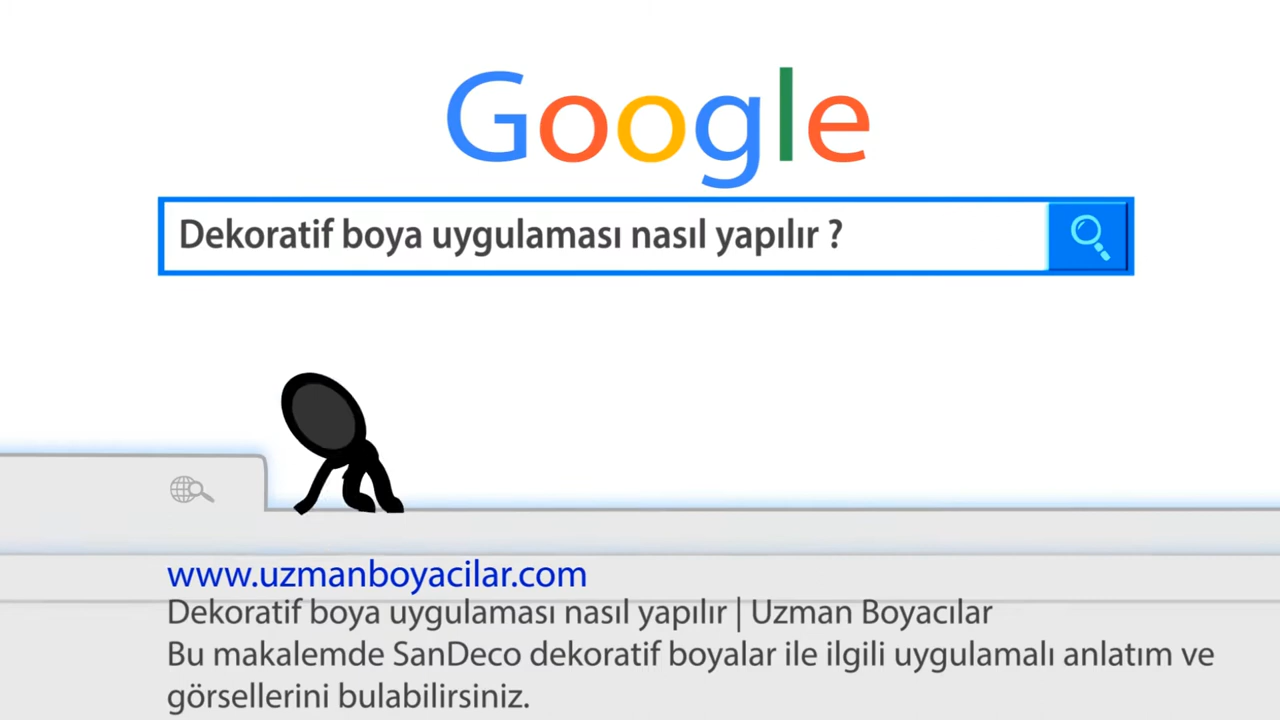 Google
Dekoratif boya uygulaması nasıl yapılır ?
www.uzmanboyacilar.com
Dekoratif boya uygulaması nasıl yapılır | Uzman Boyacılar
Bu makalemde SanDeco dekoratif boyalar ile ilgili uygulamalı anlatım ve
görsellerini bulabilirsiniz.